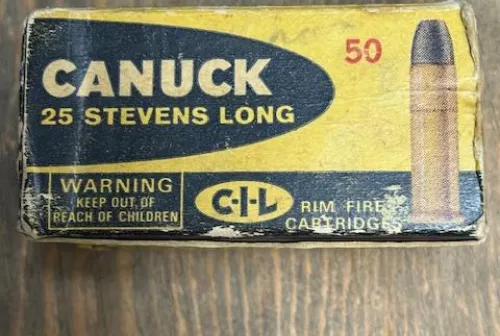 50
CANUCK
25 STEVENS LONG
WARNING
KEEP OUT OF
REACH OF CHILDREN
C-I-L
RIM FIRE
CARTRIDGES